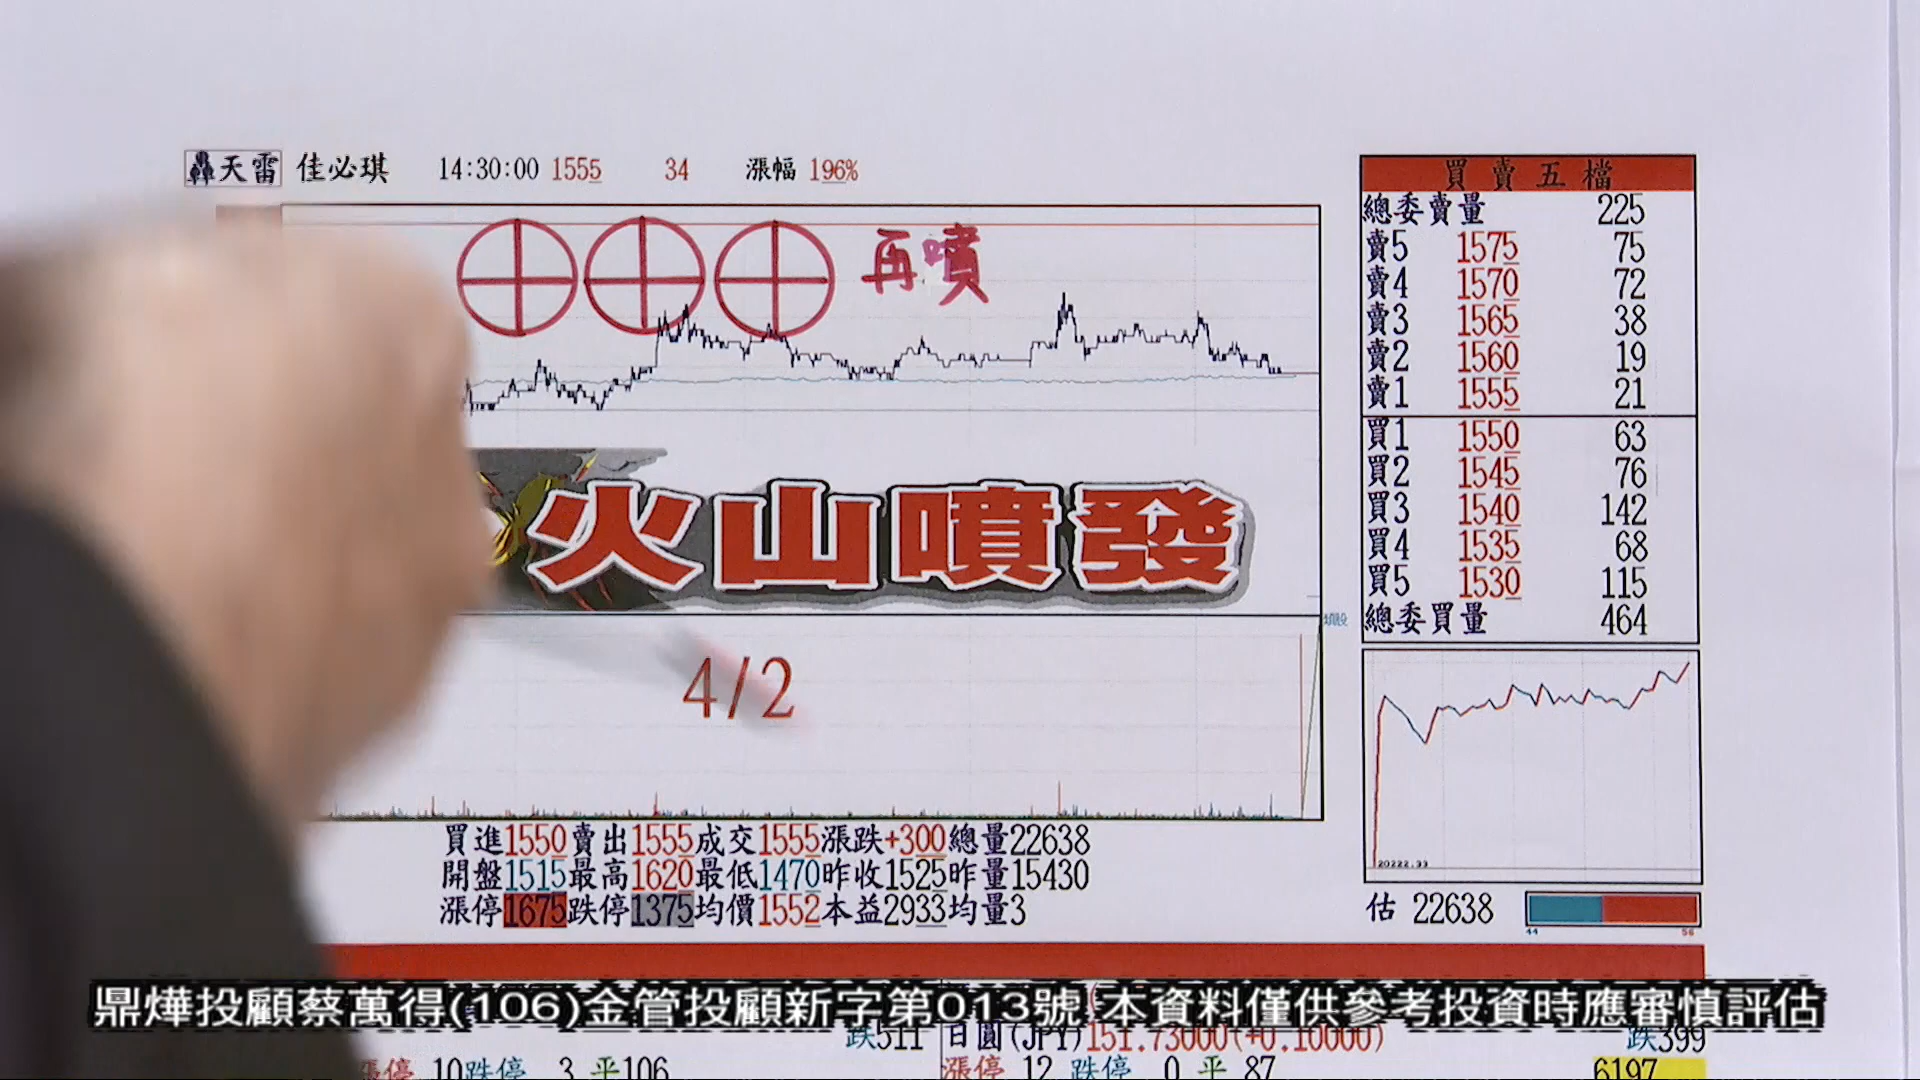 轟天雷 佳必琪 14:30:00 1555 34 漲幅 196%
再噴
火山噴發
4/2
類股
買進1550賣出1555成交1555漲跌+300總量22638
開盤1515最高1620最低1470昨收1525昨量15430
漲停1675跌停1375均價1552本益2933均量3
買賣五檔
總委賣量 225
賣5 1575 75
賣4 1570 72
賣3 1565 38
賣2 1560 19
賣1 1555 21
買1 1550 63
買2 1545 76
買3 1540 142
買4 1535 68
買5 1530 115
總委買量 464
20222.33
估 22638
44 56
鼎燁投顧蔡萬得(106)金管投顧新字第013號 本資料僅供參考投資時應審慎評估
跌511 日圓(JPY)151.73000(+0.10000) 跌399
漲停 10跌停 3 平106 漲停 12 跌停 0 平 87 6197